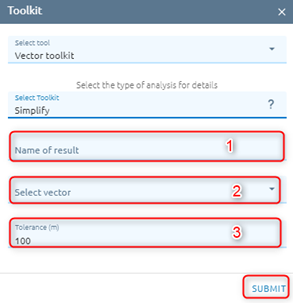 Toolkit ×
Select tool
Vector toolkit
Select the type of analysis for details
Select Toolkit
Simplify ?
Name of result 1
Select vector 2
Tolerance (m)
100 3
SUBMIT